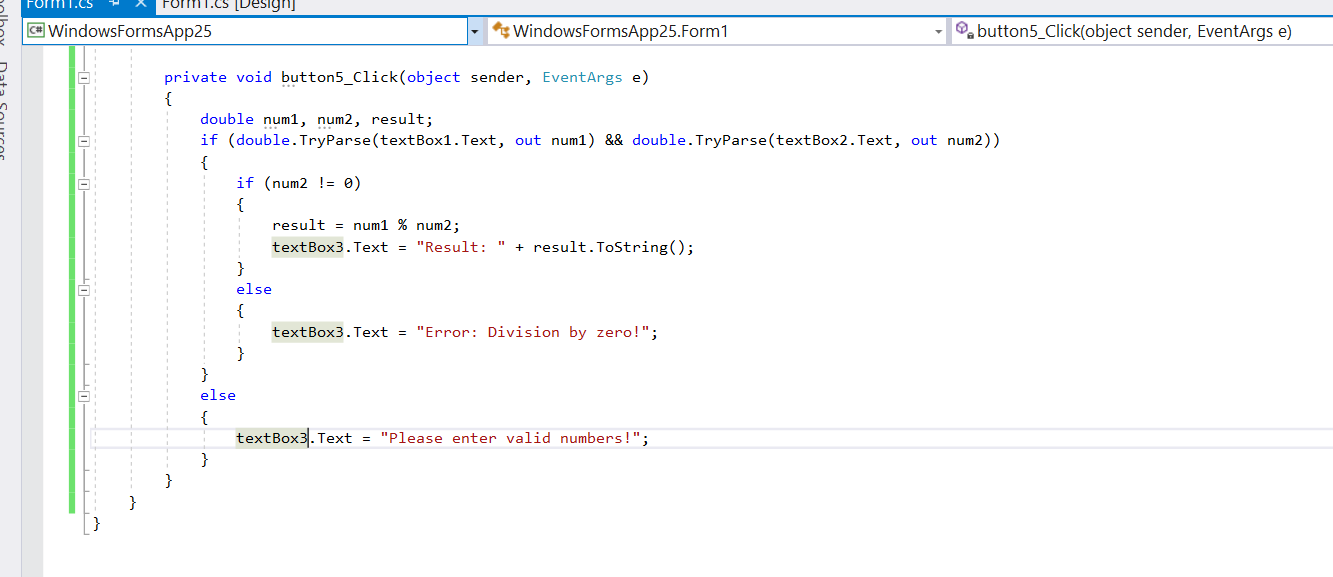 Form1.cs Form1.cs [Design]
WindowsFormsApp25 WindowsFormsApp25.Form1 button5_Click(object sender, EventArgs e)
Data Sources
private void button5_Click(object sender, EventArgs e)
{
double num1, num2, result;
if (double.TryParse(textBox1.Text, out num1) && double.TryParse(textBox2.Text, out num2))
{
if (num2 != 0)
{
result = num1 % num2;
textBox3.Text = "Result: " + result.ToString();
}
else
{
textBox3.Text = "Error: Division by zero!";
}
}
else
{
textBox3.Text = "Please enter valid numbers!";
}
}
}
}